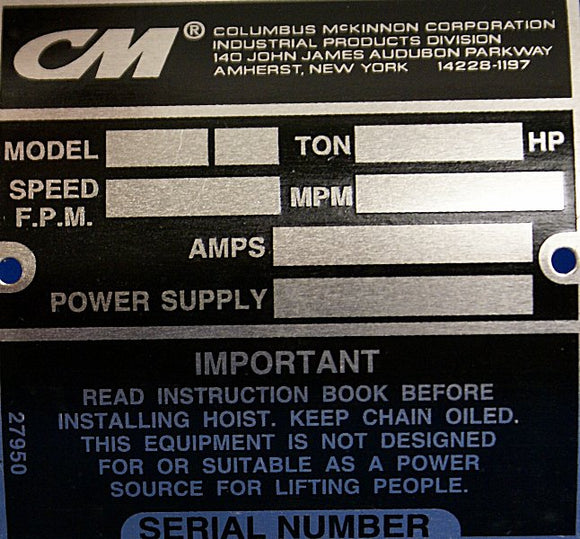 CM® COLUMBUS McKINNON CORPORATION
INDUSTRIAL PRODUCTS DIVISION
140 JOHN JAMES AUDUBON PARKWAY
AMHERST, NEW YORK 14228-1197
MODEL TON HP
SPEED F.P.M. MPM
AMPS
POWER SUPPLY
IMPORTANT
READ INSTRUCTION BOOK BEFORE
INSTALLING HOIST. KEEP CHAIN OILED.
THIS EQUIPMENT IS NOT DESIGNED
FOR OR SUITABLE AS A POWER
SOURCE FOR LIFTING PEOPLE.
27950
SERIAL NUMBER